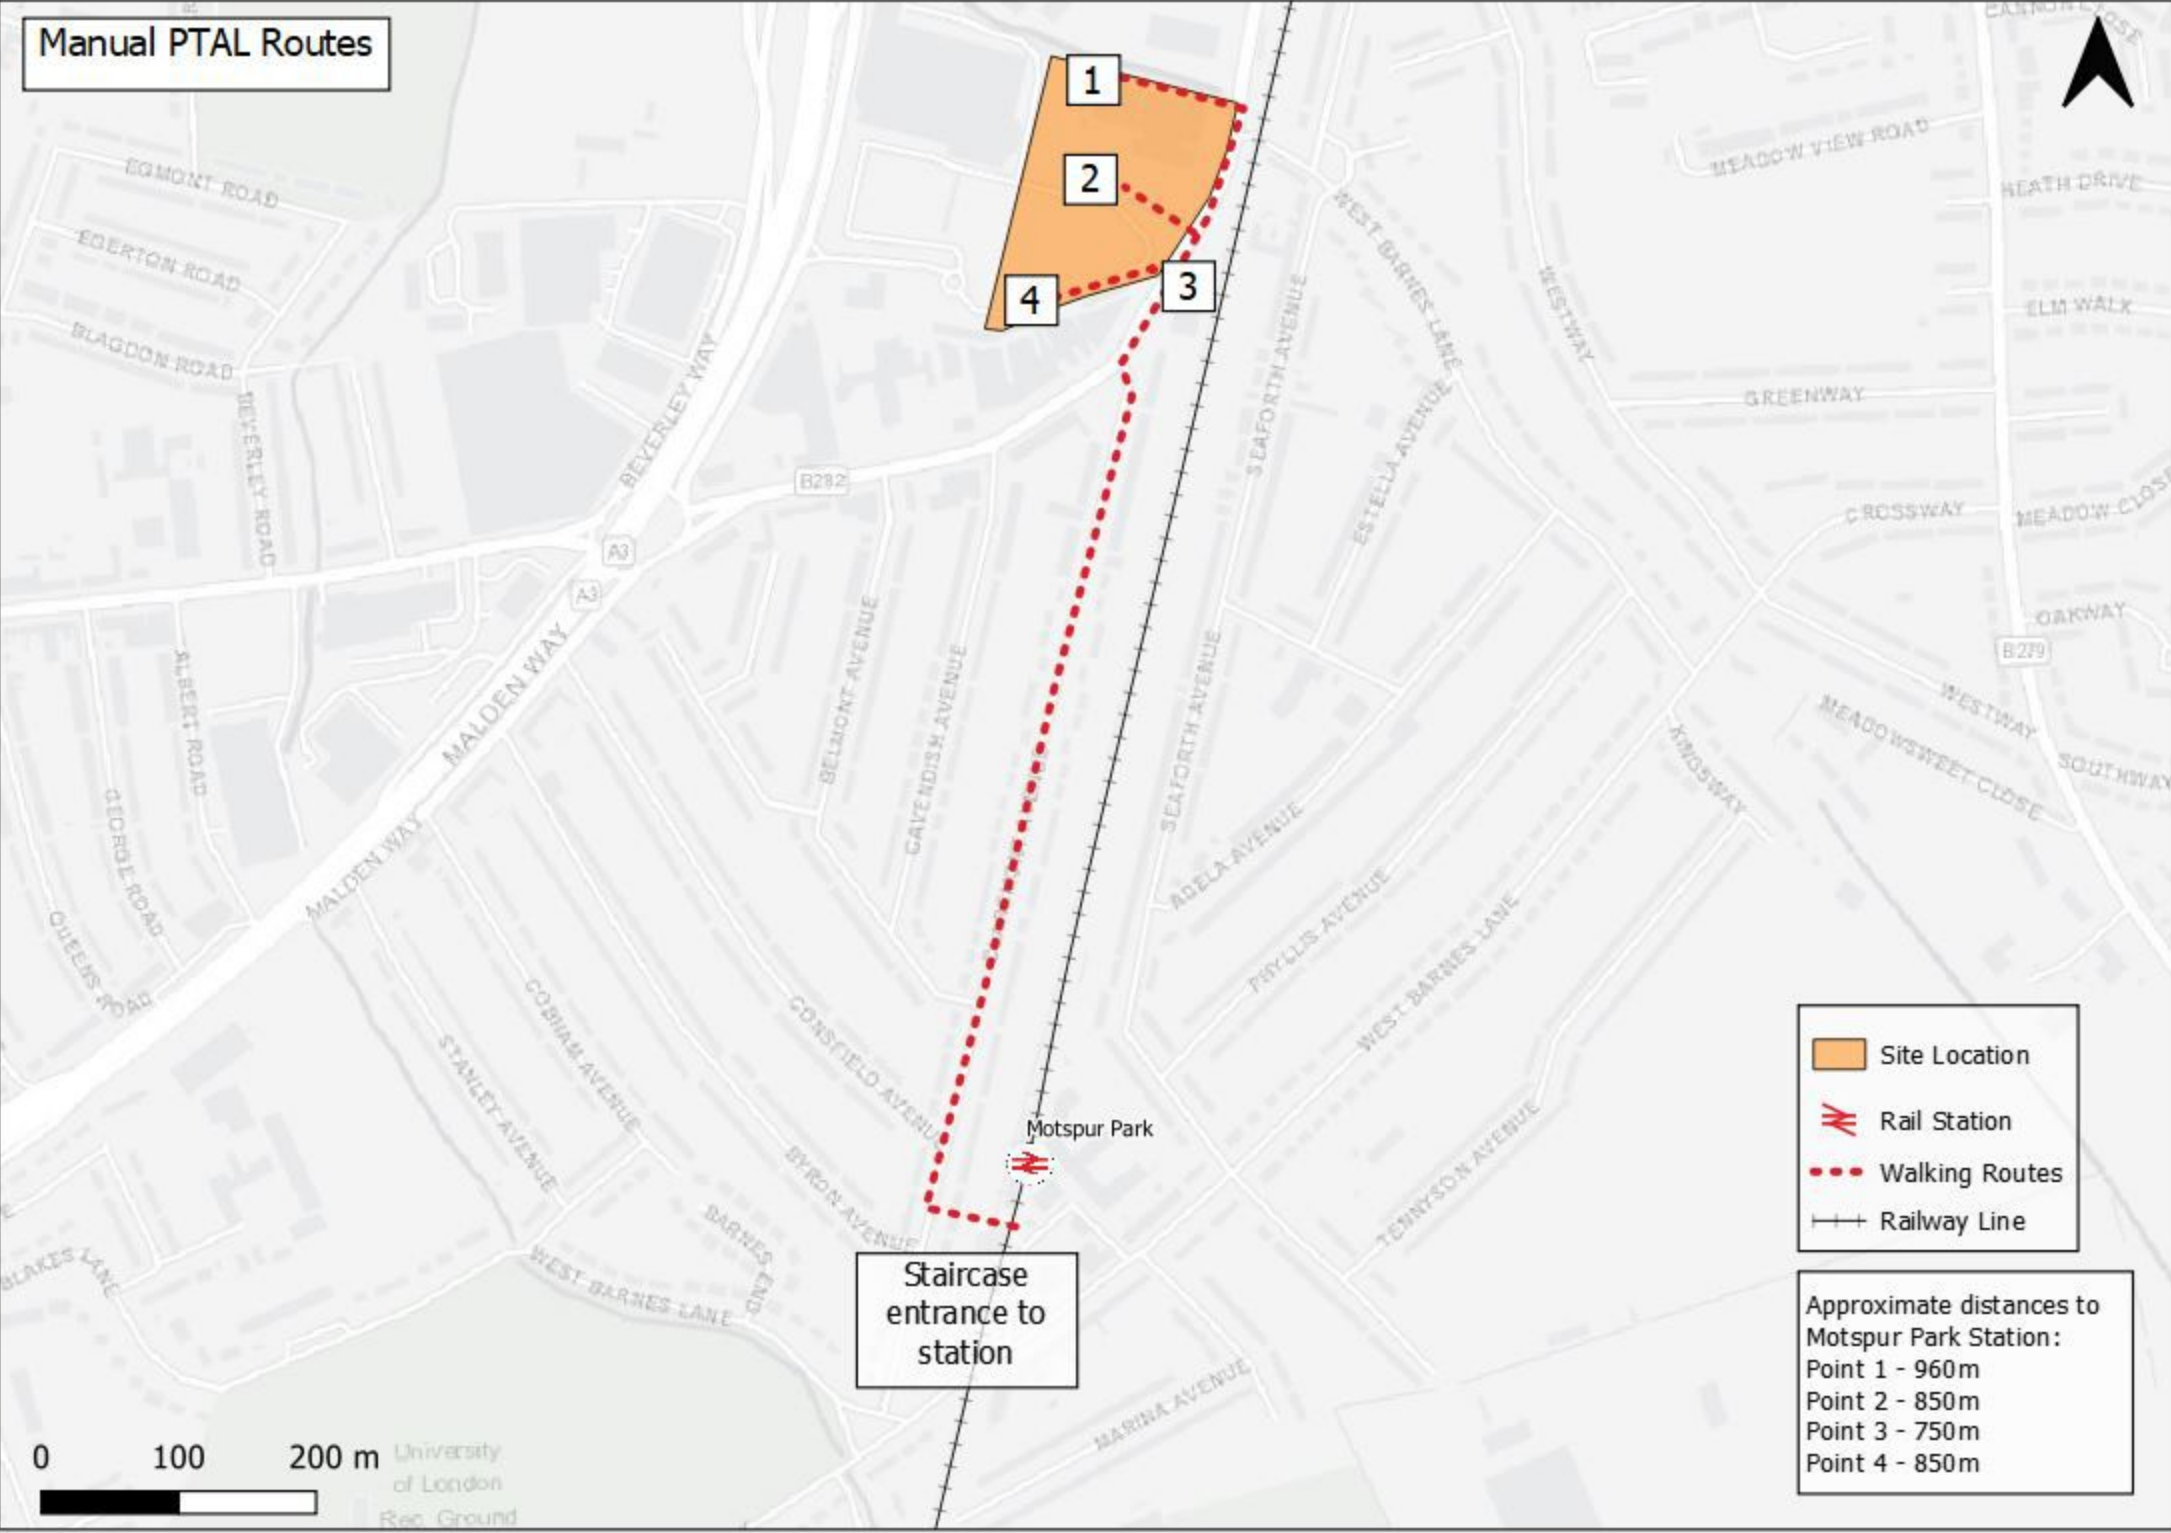 Manual PTAL Routes
CANNON CLOSE
1
2
3
4
EGMONT ROAD
EGERTON ROAD
BLAGDON ROAD
BEVERLEY ROAD
BEVERLEY WAY
MEADOW VIEW ROAD
HEATH DRIVE
WEST BARNES LANE
WESTWAY
ELM WALK
SEAFORTH AVENUE
GREENWAY
ESTELLA AVENUE
B282
CROSSWAY
MEADOW CLOSE
A3
A3
OAKWAY
B279
MALDEN WAY
ALBERT ROAD
BELMONT AVENUE
CAVENDISH AVENUE
SEAFORTH AVENUE
WESTWAY
MEADOWSWEET CLOSE
KINGSWAY
SOUTHWAY
GEORGE ROAD
MALDEN WAY
ADELA AVENUE
PHYLLIS AVENUE
WEST BARNES LANE
QUEENS ROAD
COBHAM AVENUE
CONSFIELD AVENUE
STANLEY AVENUE
Motspur Park
BYRON AVENUE
TENNYSON AVENUE
BARNES END
BLAKES LANE
WEST BARNES LANE
Staircase
entrance to
station
MARINA AVENUE
Site Location
Rail Station
Walking Routes
Railway Line
Approximate distances to
Motspur Park Station:
Point 1 - 960m
Point 2 - 850m
Point 3 - 750m
Point 4 - 850m
0 100 200 m
University
of London
Rec. Ground